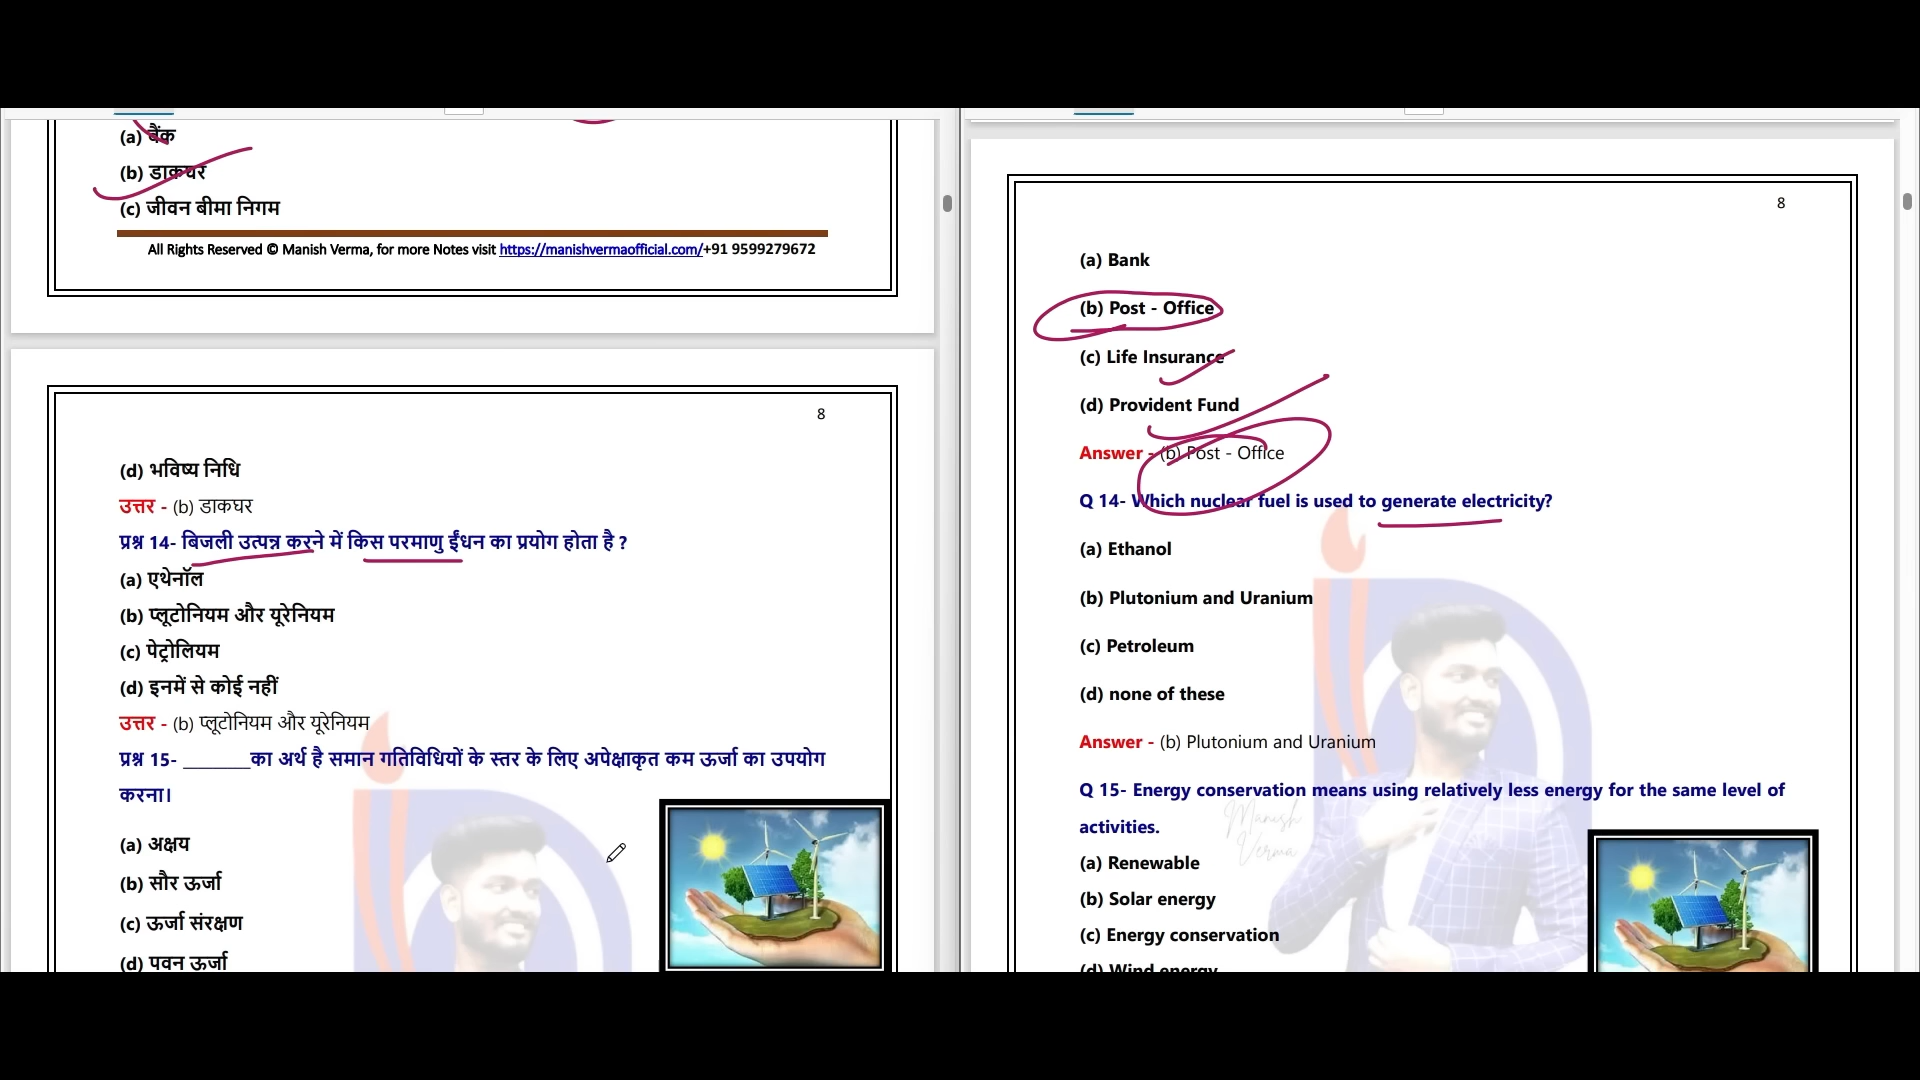 (a) बैंक
(b) डाकघर
(c) जीवन बीमा निगम
All Rights Reserved © Manish Verma, for more Notes visit https://manishvermaofficial.com/+91 9599279672
8
(d) भविष्य निधि
उत्तर - (b) डाकघर
प्रश्न 14- बिजली उत्पन्न करने में किस परमाणु ईंधन का प्रयोग होता है ?
(a) एथेनॉल
(b) प्लूटोनियम और यूरेनियम
(c) पेट्रोलियम
(d) इनमें से कोई नहीं
उत्तर - (b) प्लूटोनियम और यूरेनियम
प्रश्न 15- _______का अर्थ है समान गतिविधियों के स्तर के लिए अपेक्षाकृत कम ऊर्जा का उपयोग
करना।
(a) अक्षय
(b) सौर ऊर्जा
(c) ऊर्जा संरक्षण
(d) पवन ऊर्जा
8
(a) Bank
(b) Post - Office
(c) Life Insurance
(d) Provident Fund
Answer - (b) Post - Office
Q 14- Which nuclear fuel is used to generate electricity?
(a) Ethanol
(b) Plutonium and Uranium
(c) Petroleum
(d) none of these
Answer - (b) Plutonium and Uranium
Q 15- Energy conservation means using relatively less energy for the same level of
activities.
Manish
Verma
(a) Renewable
(b) Solar energy
(c) Energy conservation
(d) Wind energy